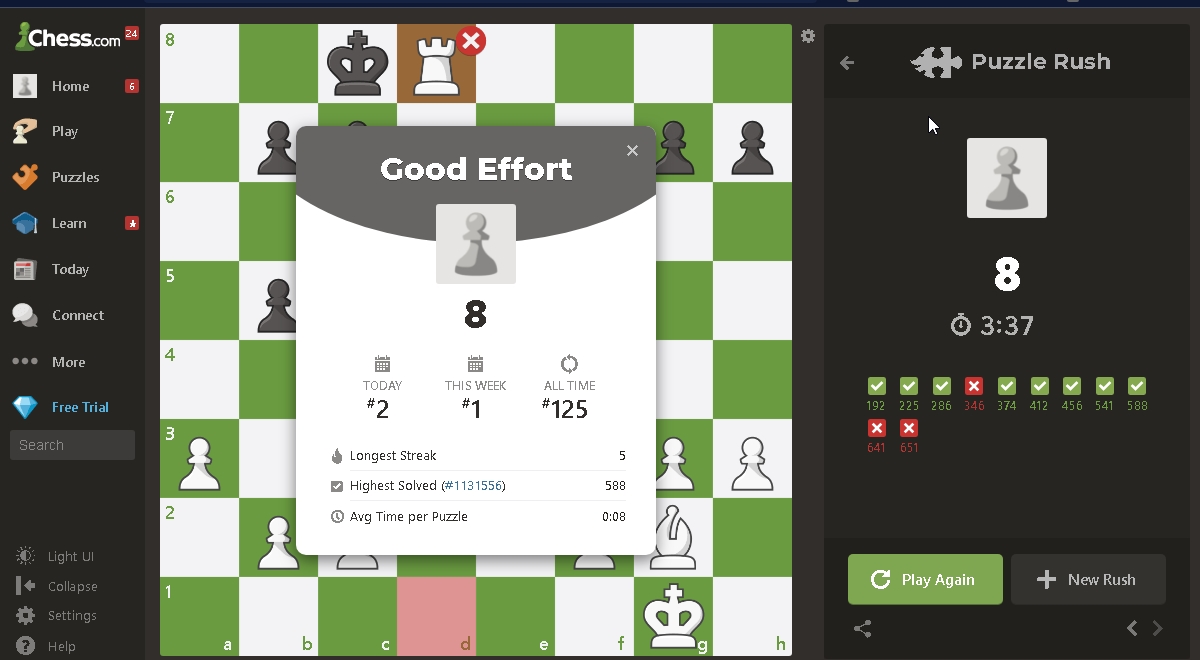 Chess.com
24
Home
6
Play
Puzzles
Learn
Today
Connect
More
Free Trial
Search
Light UI
Collapse
Settings
Help
8
7
6
5
4
3
2
1
a b c d e f g h
Good Effort
8
TODAY THIS WEEK ALL TIME
#2 #1 #125
Longest Streak 5
Highest Solved (#1131556) 588
Avg Time per Puzzle 0:08
Puzzle Rush
8
3:37
192 225 286 346 374 412 456 541 588
641 651
Play Again
New Rush